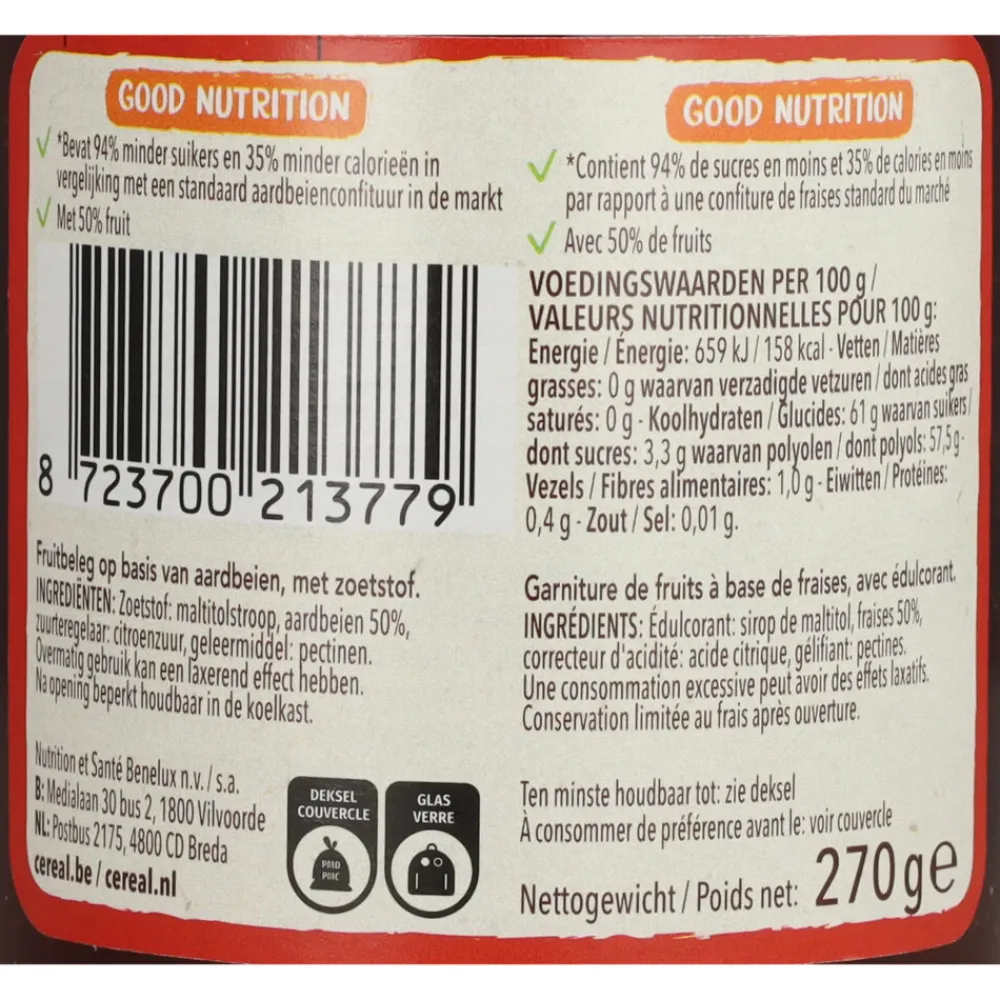 GOOD NUTRITION
*Bevat 94% minder suikers en 35% minder calorieën in
vergelijking met een standaard aardbeienconfituur in de markt
Met 50% fruit
8 723700 213779
Fruitbeleg op basis van aardbeien, met zoetstof.
INGREDIËNTEN: Zoetstof: maltitolstroop, aardbeien 50%,
zuurteregelaar: citroenzuur, geleermiddel: pectinen.
Overmatig gebruik kan een laxerend effect hebben.
Na opening beperkt houdbaar in de koelkast.
Nutrition et Santé Benelux n.v. / s.a.
B: Medialaan 30 bus 2, 1800 Vilvoorde
NL: Postbus 2175, 4800 CD Breda
cereal.be / cereal.nl
DEKSEL
COUVERCLE
PMD
PMC
GLAS
VERRE
GOOD NUTRITION
*Contient 94% de sucres en moins et 35% de calories en moins
par rapport à une confiture de fraises standard du marché
Avec 50% de fruits
VOEDINGSWAARDEN PER 100 g /
VALEURS NUTRITIONNELLES POUR 100 g:
Energie / Énergie: 659 kJ / 158 kcal - Vetten / Matières
grasses: 0 g waarvan verzadigde vetzuren / dont acides gras
saturés: 0 g - Koolhydraten / Glucides: 61 g waarvan suikers /
dont sucres: 3,3 g waarvan polyolen / dont polyols: 57,5 g -
Vezels / Fibres alimentaires: 1,0 g - Eiwitten / Protéines:
0,4 g - Zout / Sel: 0,01 g.
Garniture de fruits à base de fraises, avec édulcorant.
INGRÉDIENTS: Édulcorant: sirop de maltitol, fraises 50%,
correcteur d'acidité: acide citrique, gélifiant: pectines.
Une consommation excessive peut avoir des effets laxatifs.
Conservation limitée au frais après ouverture.
Ten minste houdbaar tot: zie deksel
À consommer de préférence avant le: voir couvercle
Nettogewicht / Poids net: 270 g e